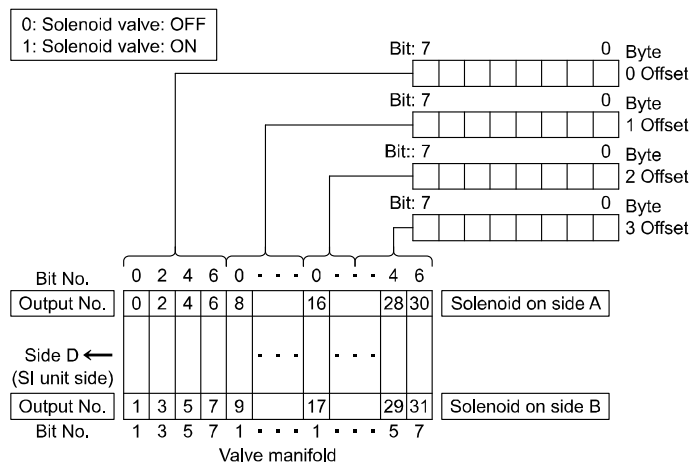 0: Solenoid valve: OFF
1: Solenoid valve: ON
Bit: 7 0 Byte
0 Offset
Bit: 7 0 Byte
1 Offset
Bit:: 7 0 Byte
2 Offset
Bit: 7 0 Byte
3 Offset
Bit No. 0 2 4 6 0 · · · 0 · · · 4 6
Output No. 0 2 4 6 8 16 28 30 Solenoid on side A
Side D ← · · · · · ·
(SI unit side)
Output No. 1 3 5 7 9 17 29 31 Solenoid on side B
Bit No. 1 3 5 7 1 · · · 1 · · · 5 7
Valve manifold